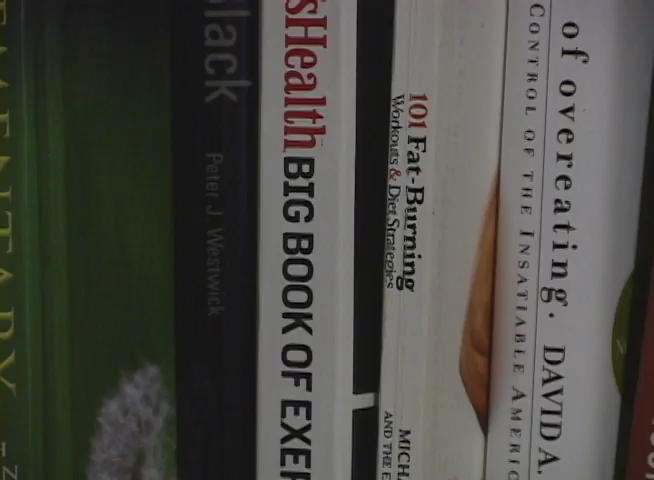 lack
Peter J. Westwick
sHealth BIG BOOK OF EXER
101 Fat-Burning
Workouts & Diet Strategies
MICHA
AND THE E
of overeating. DAVID A.
CONTROL OF THE INSATIABLE AMERIC